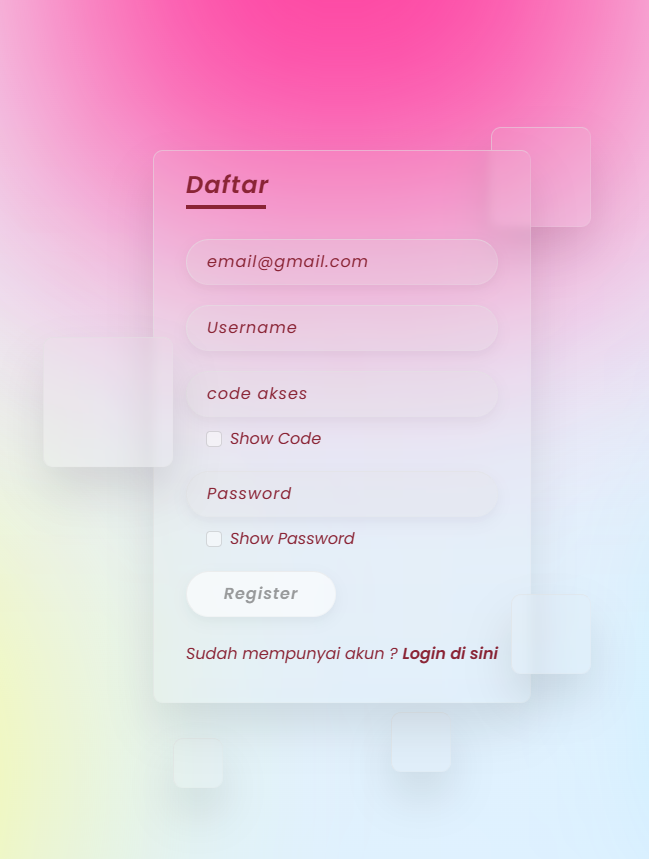 Daftar
email@gmail.com
Username
code akses
Show Code
Password
Show Password
Register
Sudah mempunyai akun ? Login di sini